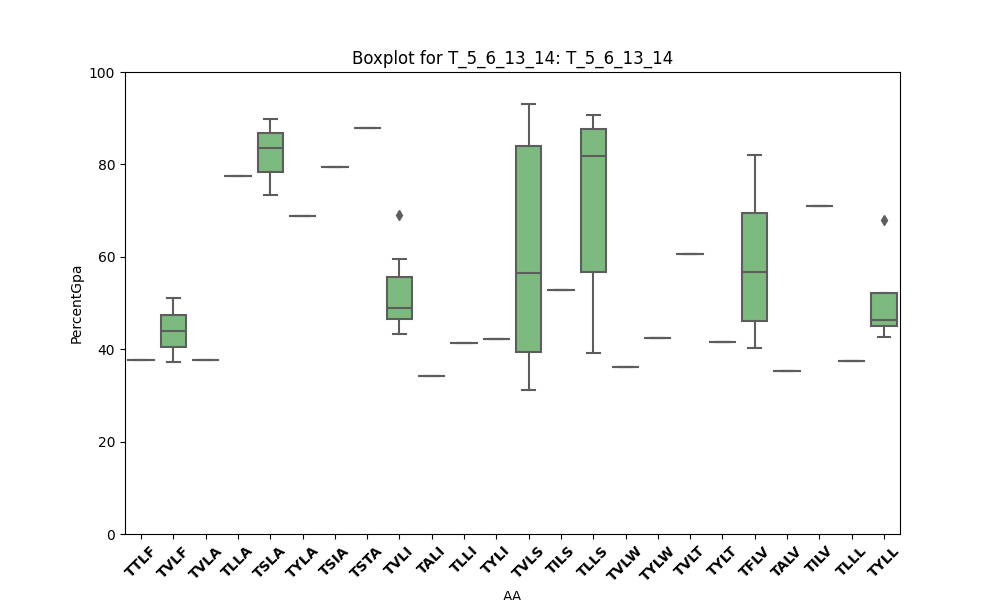 Boxplot for T_5_6_13_14: T_5_6_13_14
100
80
60
40
20
0
PercentGpa
TTLF TVLF TVLA TLLA TSLA TYLA TSIA TSTA TVLI TALI TLLI TYLI TVLS TILS TLLS TVLW TYLW TVLT TYLT TFLV TALV TILV TLLL TYLL
AA